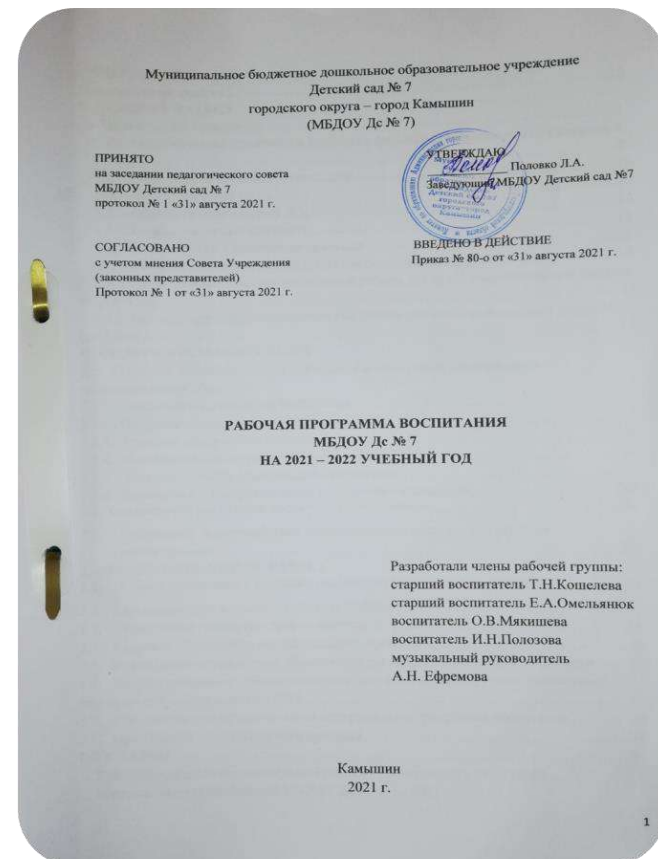 Муниципальное бюджетное дошкольное образовательное учреждение
Детский сад № 7
городского округа – город Камышин
(МБДОУ Дс № 7)
ПРИНЯТО
на заседании педагогического совета
МБДОУ Детский сад № 7
протокол № 1 «31» августа 2021 г.
УТВЕРЖДАЮ
Половко Л.А.
Заведующий МБДОУ Детский сад №7
СОГЛАСОВАНО
с учетом мнения Совета Учреждения
(законных представителей)
Протокол № 1 от «31» августа 2021 г.
ВВЕДЕНО В ДЕЙСТВИЕ
Приказ № 80-о от «31» августа 2021 г.
РАБОЧАЯ ПРОГРАММА ВОСПИТАНИЯ
МБДОУ Дс № 7
НА 2021 – 2022 УЧЕБНЫЙ ГОД
Разработали члены рабочей группы:
старший воспитатель Т.Н.Кошелева
старший воспитатель Е.А.Омельянюк
воспитатель О.В.Мякишева
воспитатель И.Н.Полозова
музыкальный руководитель
А.Н. Ефремова
Камышин
2021 г.
1